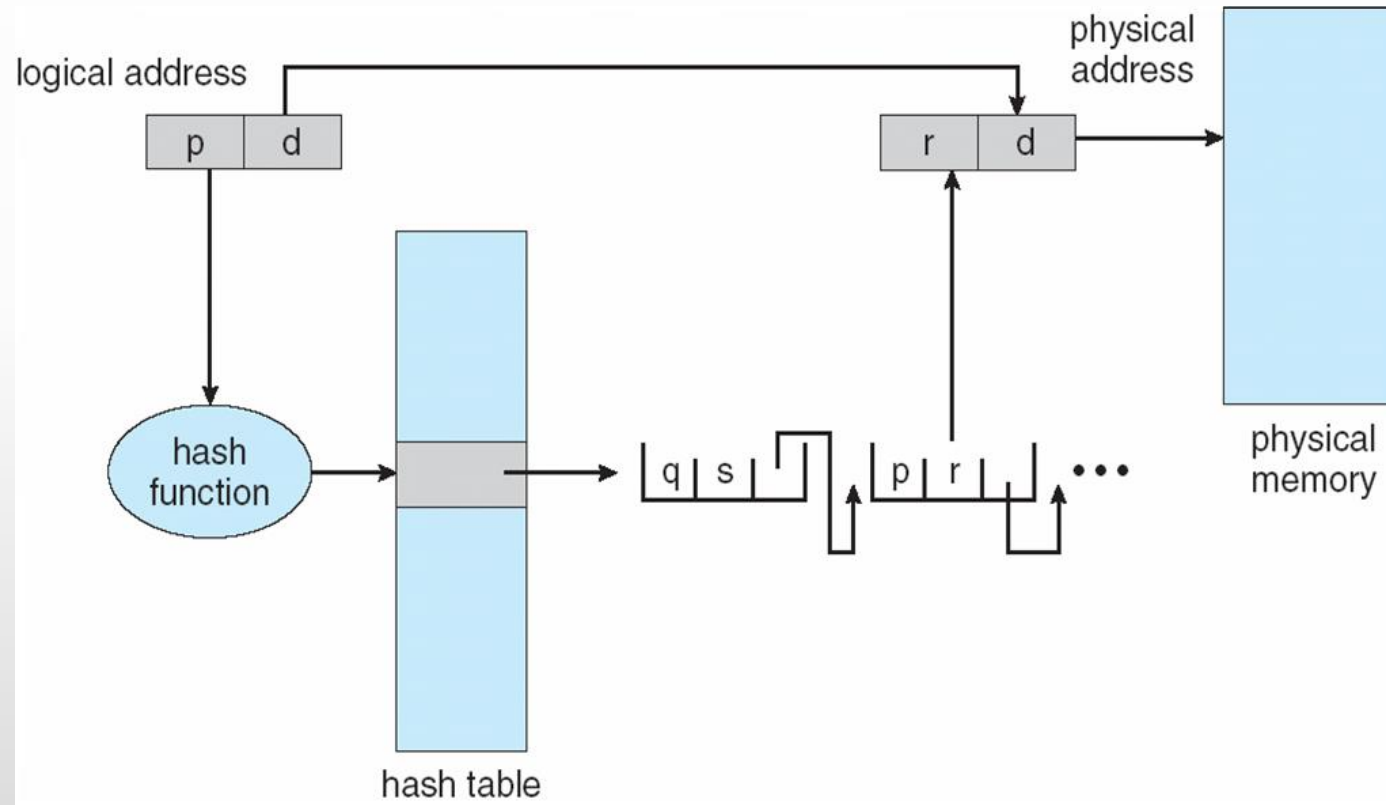 logical address
physical
address
p d
r d
hash
function
q s
p r
•••
physical
memory
hash table